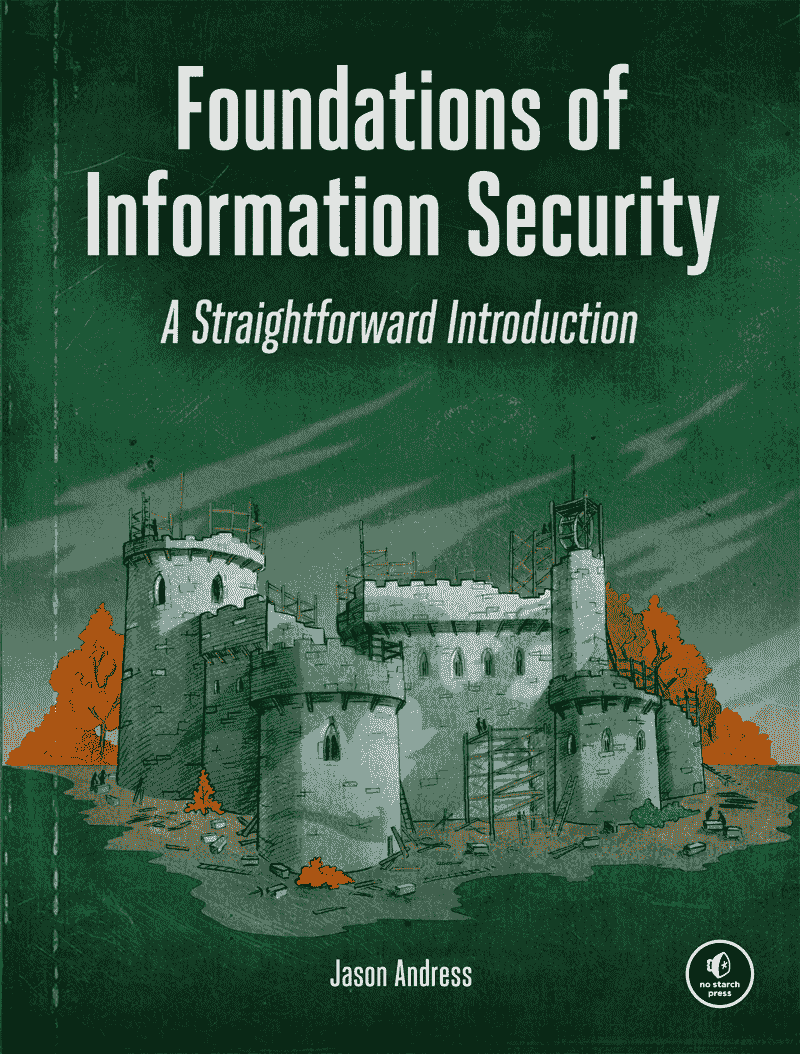 Foundations of
Information Security
A Straightforward Introduction
Jason Andress
no starch
press